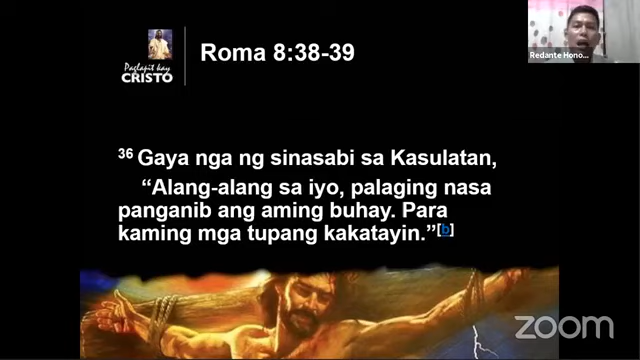 Paglapit kay
CRISTO
Roma 8:38-39
Redante Hono...
36 Gaya nga ng sinasabi sa Kasulatan,
“Alang-alang sa iyo, palaging nasa
panganib ang aming buhay. Para
kaming mga tupang kakatayin.”[b]
zoom